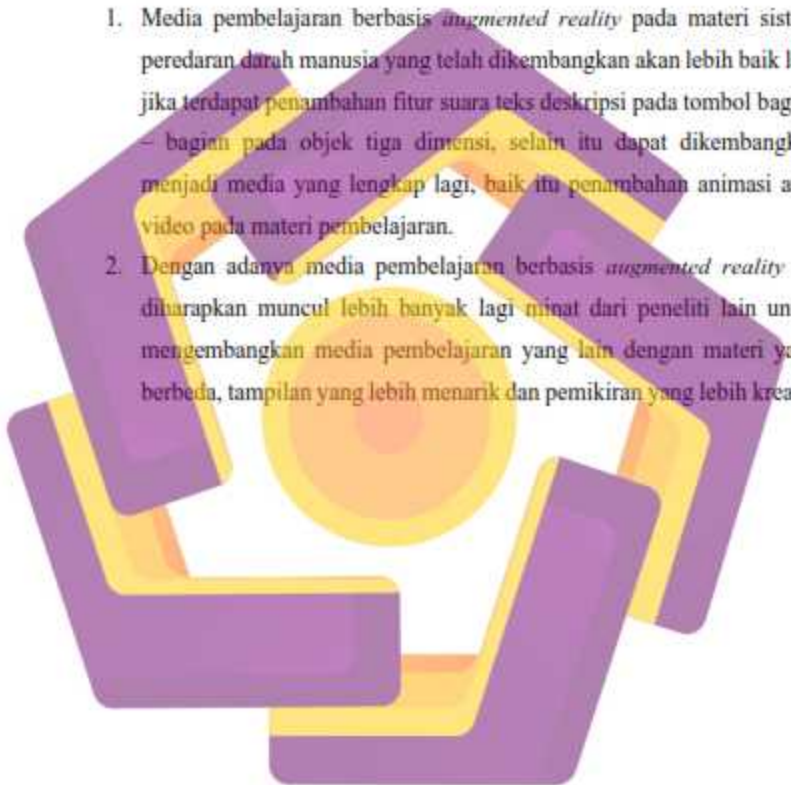 1. Media pembelajaran berbasis augmented reality pada materi sist
peredaran darah manusia yang telah dikembangkan akan lebih baik l
jika terdapat penambahan fitur suara teks deskripsi pada tombol bag
– bagian pada objek tiga dimensi, selain itu dapat dikembangk
menjadi media yang lengkap lagi, baik itu penambahan animasi a
video pada materi pembelajaran.
2. Dengan adanya media pembelajaran berbasis augmented reality
diharapkan muncul lebih banyak lagi minat dari peneliti lain un
mengembangkan media pembelajaran yang lain dengan materi ya
berbeda, tampilan yang lebih menarik dan pemikiran yang lebih krea